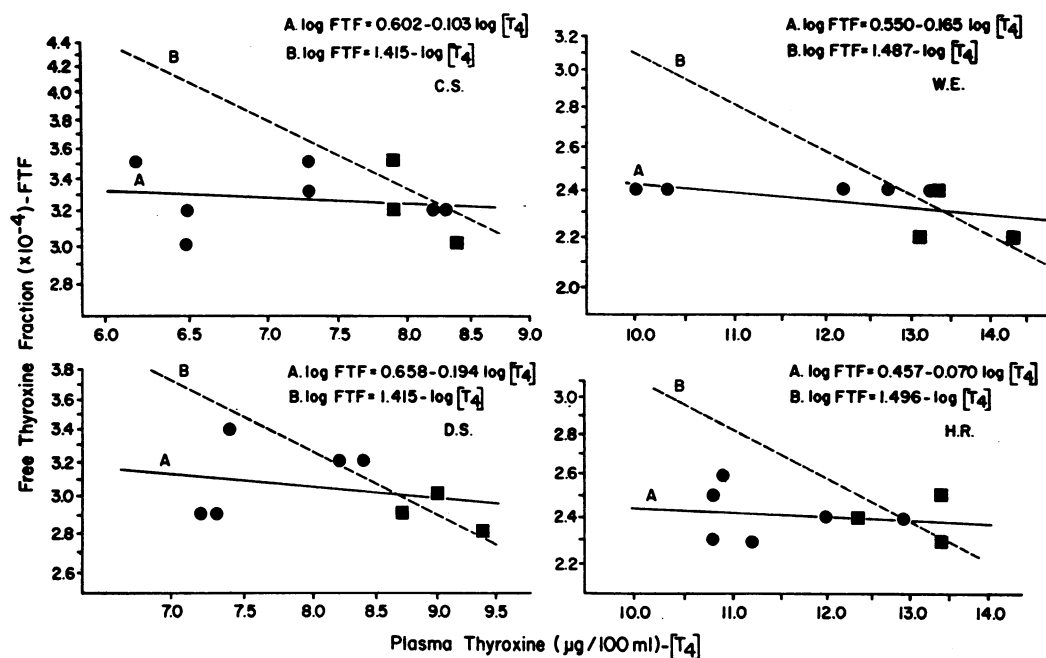 A. log FTF = 0.602 - 0.103 log [T4]
B. log FTF = 1.415 - log [T4]
C.S.
4.4
4.2
4.0
3.8
3.5
3.2
3.0
2.8
B
A
6.0
6.5
7.0
7.5
8.0
8.5
9.0
A. log FTF = 0.550 - 0.165 log [T4]
B. log FTF = 1.487 - log [T4]
W.E.
3.2
3.0
2.8
2.6
2.4
2.2
2.0
B
A
10.0
11.0
12.0
13.0
14.0
A. log FTF = 0.658 - 0.194 log [T4]
B. log FTF = 1.415 - log [T4]
D.S.
3.8
3.5
3.2
3.0
2.8
2.6
B
A
7.0
7.5
8.0
8.5
9.0
9.5
A. log FTF = 0.457 - 0.070 log [T4]
B. log FTF = 1.496 - log [T4]
H.R.
3.0
2.8
2.6
2.4
2.2
B
A
10.0
11.0
12.0
13.0
14.0
Free Thyroxine Fraction (x10⁻⁴) - FTF
Plasma Thyroxine (µg/100 ml) - [T4]